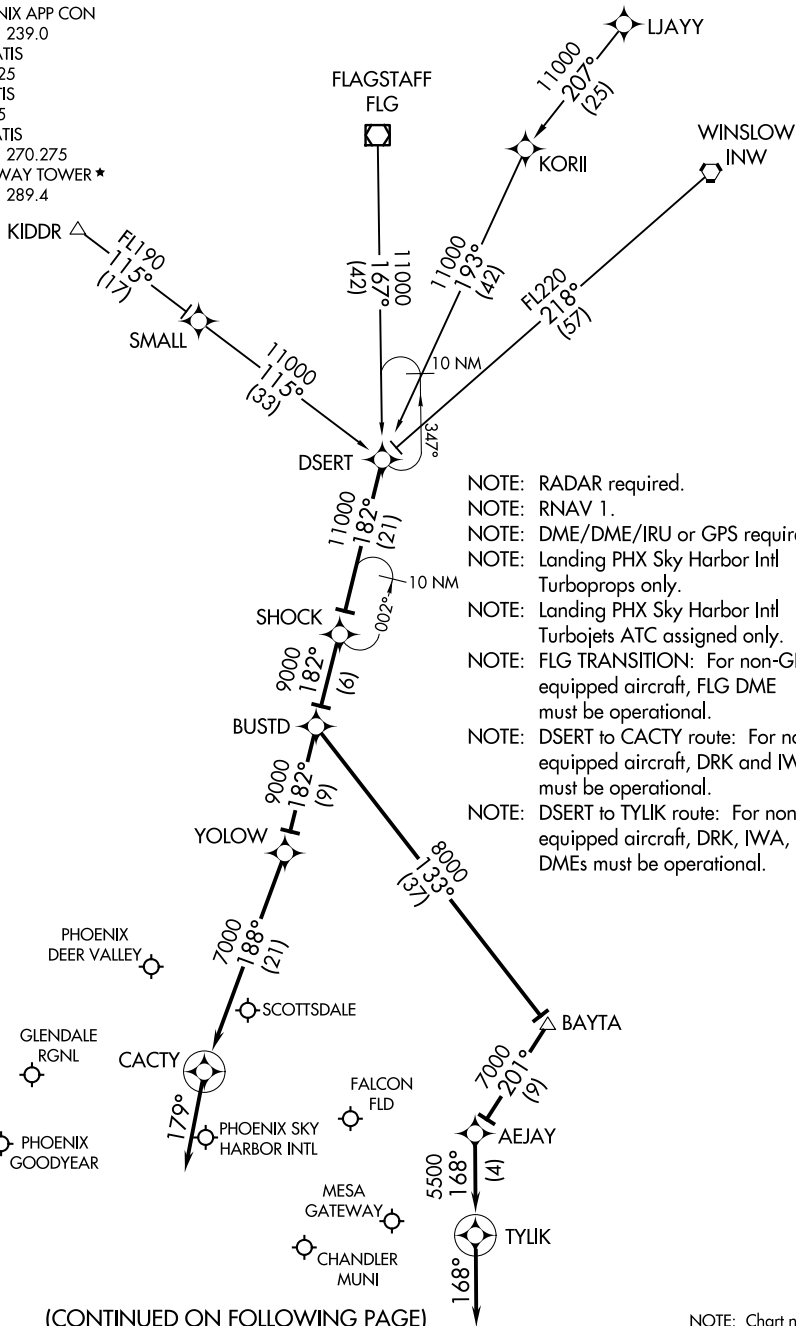 NIX APP CON
239.0
ATIS
25
TIS
5
ATIS
270.275
WAY TOWER ★
289.4
LJAYY
11000
207°
(25)
FLAGSTAFF
FLG
KORII
WINSLOW
INW
KIDDR
FL190
115°
(17)
SMALL
11000
115°
(33)
11000
167°
(42)
11000
193°
(42)
FL220
218°
(57)
10 NM
347°
DSERT
11000
182°
(21)
10 NM
002°
SHOCK
9000
182°
(6)
BUSTD
9000
182°
(9)
YOLOW
8000
133°
(37)
NOTE: RADAR required.
NOTE: RNAV 1.
NOTE: DME/DME/IRU or GPS require
NOTE: Landing PHX Sky Harbor Intl
Turboprops only.
NOTE: Landing PHX Sky Harbor Intl
Turbojets ATC assigned only.
NOTE: FLG TRANSITION: For non-G
equipped aircraft, FLG DME
must be operational.
NOTE: DSERT to CACTY route: For no
equipped aircraft, DRK and IW
must be operational.
NOTE: DSERT to TYLIK route: For non
equipped aircraft, DRK, IWA,
DMEs must be operational.
7000
188°
(21)
PHOENIX
DEER VALLEY
SCOTTSDALE
BAYTA
GLENDALE
RGNL
CACTY
7000
201°
(9)
179°
FALCON
FLD
PHOENIX SKY
HARBOR INTL
AEJAY
PHOENIX
GOODYEAR
5500
168°
(4)
MESA
GATEWAY
TYLIK
CHANDLER
MUNI
168°
(CONTINUED ON FOLLOWING PAGE)
NOTE: Chart n